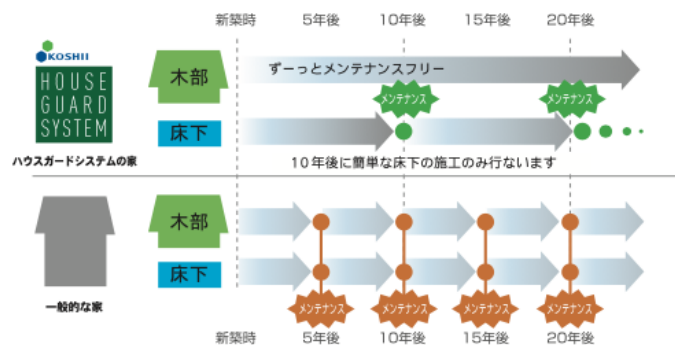 新築時 5年後 10年後 15年後 20年後
KOSHII
HOUSE
GUARD
SYSTEM
ハウスガードシステムの家
木部
ずーっとメンテナンスフリー
メンテナンス メンテナンス
床下
10年後に簡単な床下の施工のみ行ないます
木部
床下
一般的な家
メンテナンス メンテナンス メンテナンス メンテナンス
新築時 5年後 10年後 15年後 20年後